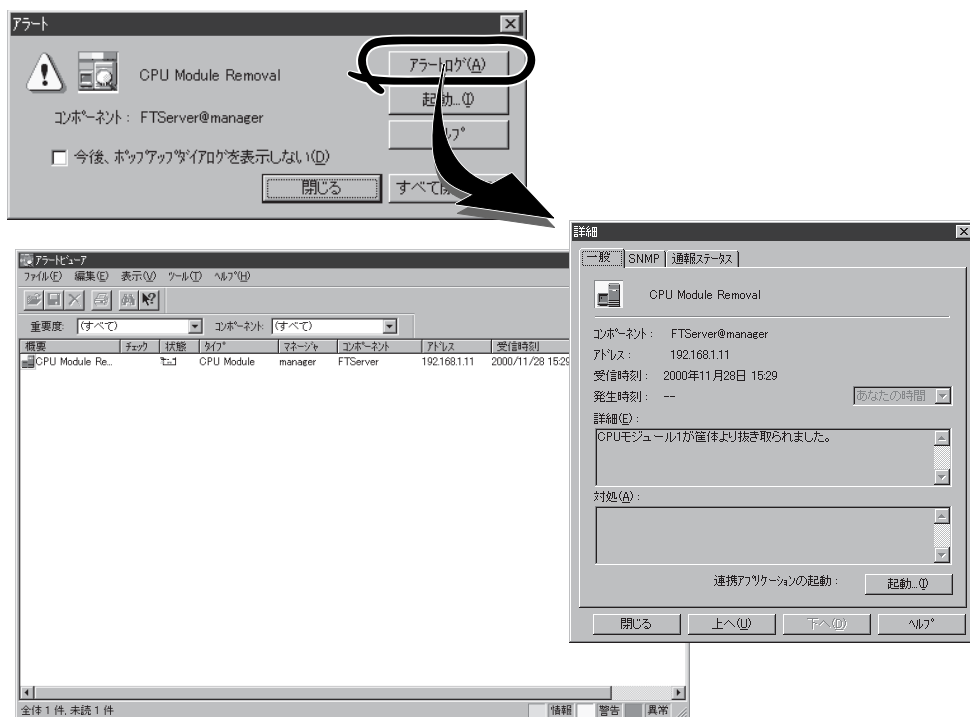 アラート
CPU Module Removal
アラートログ(A)
起動...(I)
コンポーネント： FTServer@manager
今後、ポップアップダイアログを表示しない(D)
閉じる
すべて
詳細
一般 SNMP 通報ステータス
CPU Module Removal
コンポーネント： FTServer@manager
アドレス： 192.168.1.11
受信時刻： 2000年11月28日 15:29
発生時刻： -- あなたの時間
詳細(E)：
CPUモジュール1が筐体より抜き取られました。
対処(A)：
連携アプリケーションの起動： 起動...(I)
閉じる 上へ(U) 下へ(D) ヘルプ
アラートビューア
ファイル(F) 編集(E) 表示(V) ツール(T) ヘルプ(H)
重要度: (すべて) コンポーネント: (すべて)
概要 チェック 状態 タイプ マネージャ コンポーネント アドレス 受信時刻
CPU Module Re... CPU Module manager FTServer 192.168.1.11 2000/11/28 15:29
全体 1 件, 未読 1 件 情報 警告 異常